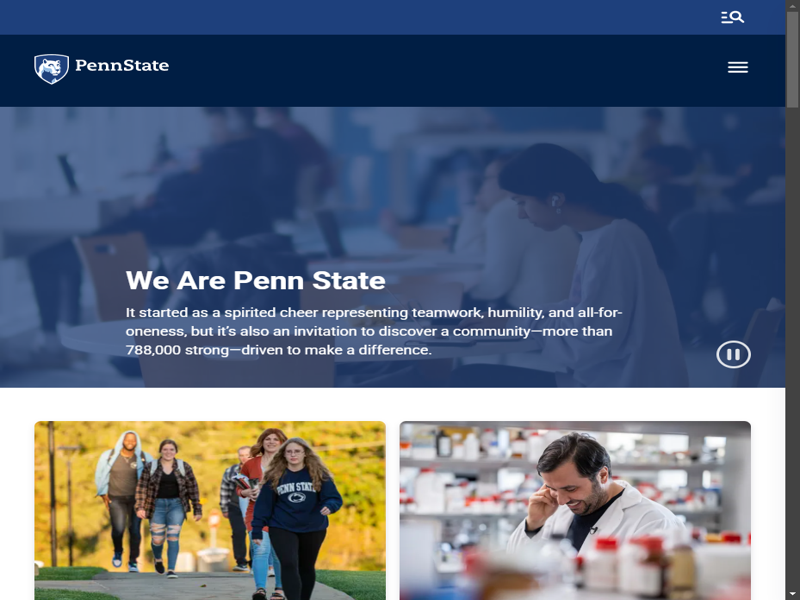 PennState
We Are Penn State
It started as a spirited cheer representing teamwork, humility, and all-for-
oneness, but it's also an invitation to discover a community—more than
788,000 strong—driven to make a difference.
PENN STATE